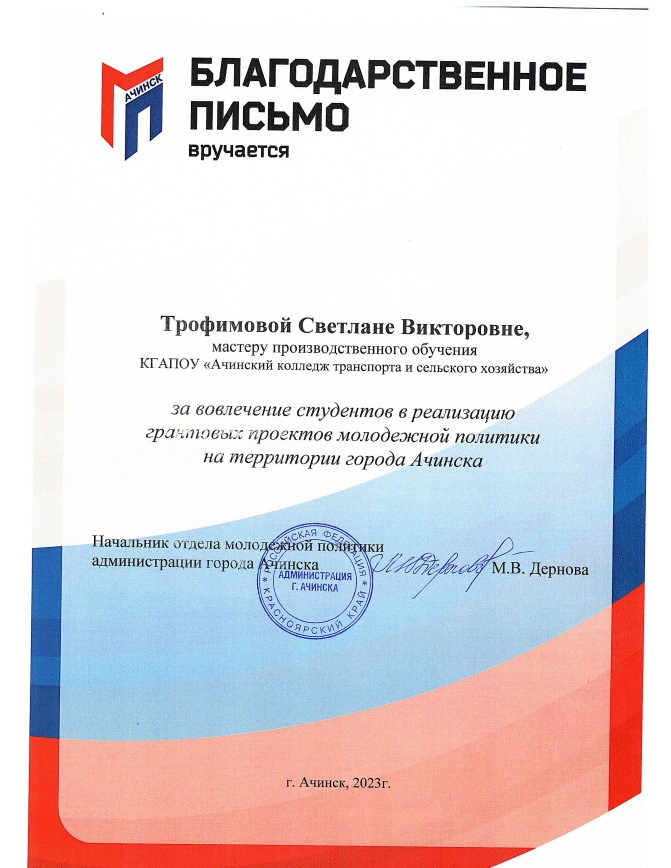 АЧИНСК
БЛАГОДАРСТВЕННОЕ
ПИСЬМО
вручается
Трофимовой Светлане Викторовне,
мастеру производственного обучения
КГАПОУ «Ачинский колледж транспорта и сельского хозяйства»
за вовлечение студентов в реализацию
грантовых проектов молодежной политики
на территории города Ачинска
Начальник отдела молодежной политики
администрации города Ачинска
М.В. Дернова
РОССИЙСКАЯ ФЕДЕРАЦИЯ
АДМИНИСТРАЦИЯ
Г. АЧИНСКА
* КРАСНОЯРСКИЙ КРАЙ *
г. Ачинск, 2023г.